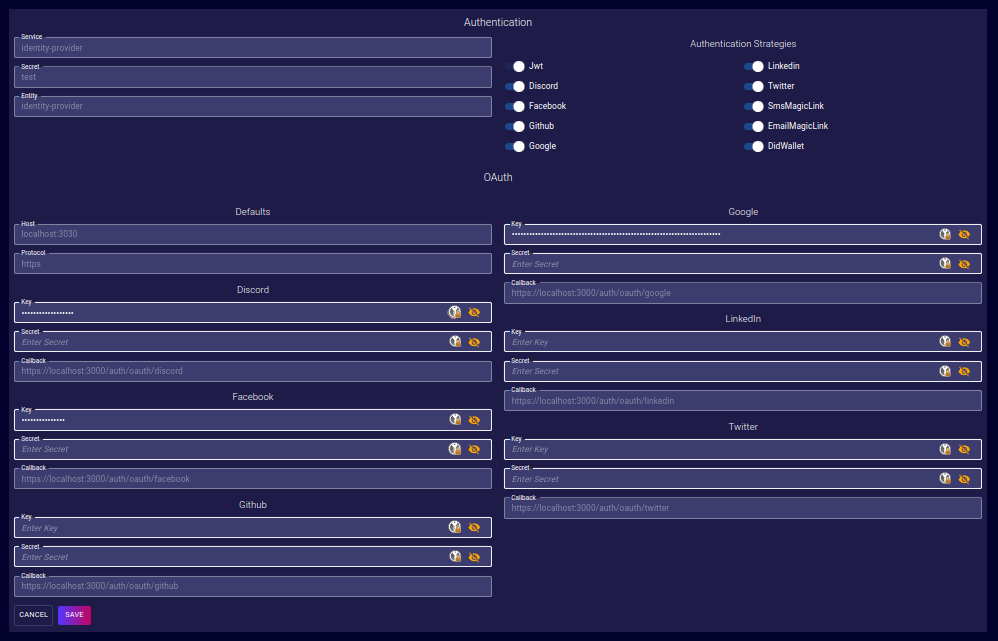 Authentication
Service
identity-provider
Secret
test
Entity
identity-provider
Authentication Strategies
Jwt
Discord
Facebook
Github
Google
Linkedin
Twitter
SmsMagicLink
EmailMagicLink
DidWallet
OAuth
Defaults
Host
localhost:3030
Protocol
https
Discord
Key
Secret
Enter Secret
Callback
https://localhost:3000/auth/oauth/discord
Facebook
Key
Secret
Enter Secret
Callback
https://localhost:3000/auth/oauth/facebook
Github
Key
Enter Key
Secret
Enter Secret
Callback
https://localhost:3000/auth/oauth/github
Google
Key
Secret
Enter Secret
Callback
https://localhost:3000/auth/oauth/google
LinkedIn
Key
Enter Key
Secret
Enter Secret
Callback
https://localhost:3000/auth/oauth/linkedin
Twitter
Key
Enter Key
Secret
Enter Secret
Callback
https://localhost:3000/auth/oauth/twitter
CANCEL
SAVE